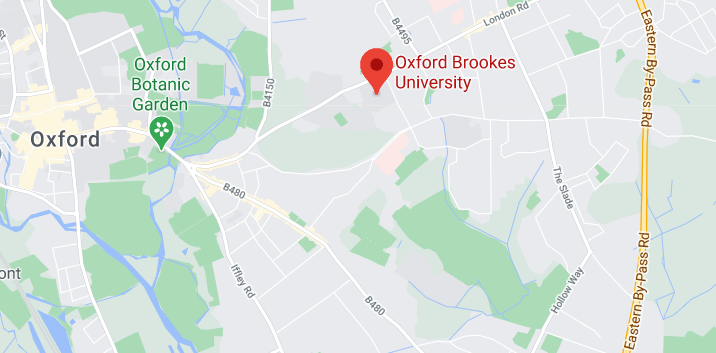 B4495
London Rd
Eastern By-Pass Rd
Oxford Brookes
University
Oxford
Botanic
Garden
B4150
Oxford
The Slade
B480
Iffley Rd
ont
B480
Hollow Way
Eastern By-Pass Rd